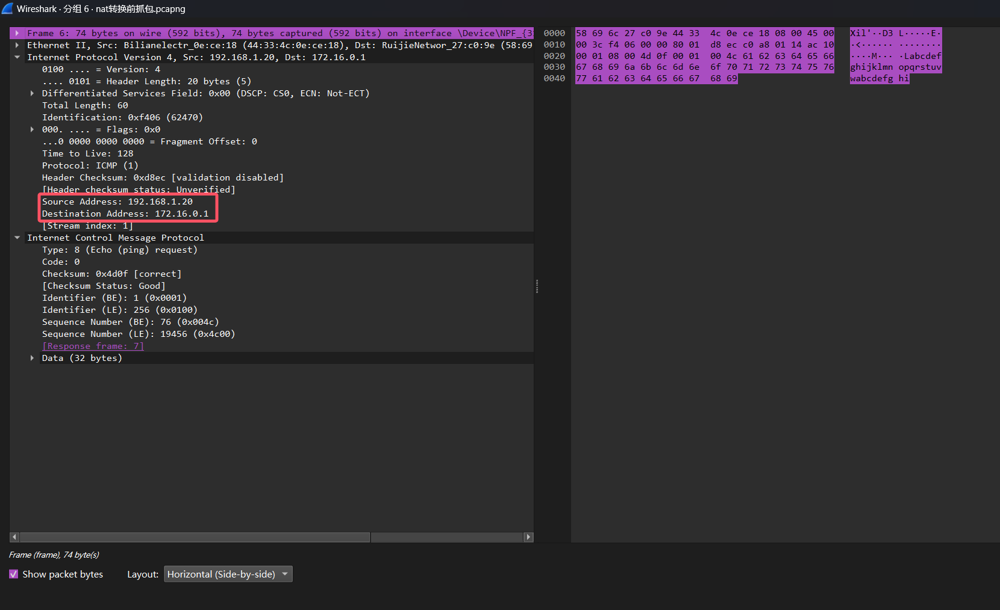 Wireshark · 分组 6 · nat转换前抓包.pcapng
Frame 6: 74 bytes on wire (592 bits), 74 bytes captured (592 bits) on interface \Device\NPF_{3
Ethernet II, Src: Bilianelectr_0e:ce:18 (44:33:4c:0e:ce:18), Dst: RuijieNetwor_27:c0:9e (58:69
Internet Protocol Version 4, Src: 192.168.1.20, Dst: 172.16.0.1
0100 .... = Version: 4
.... 0101 = Header Length: 20 bytes (5)
Differentiated Services Field: 0x00 (DSCP: CS0, ECN: Not-ECT)
Total Length: 60
Identification: 0xf406 (62470)
000. .... = Flags: 0x0
...0 0000 0000 0000 = Fragment Offset: 0
Time to Live: 128
Protocol: ICMP (1)
Header Checksum: 0xd8ec [validation disabled]
[Header checksum status: Unverified]
Source Address: 192.168.1.20
Destination Address: 172.16.0.1
[Stream index: 1]
Internet Control Message Protocol
Type: 8 (Echo (ping) request)
Code: 0
Checksum: 0x4d0f [correct]
[Checksum Status: Good]
Identifier (BE): 1 (0x0001)
Identifier (LE): 256 (0x0100)
Sequence Number (BE): 76 (0x004c)
Sequence Number (LE): 19456 (0x4c00)
[Response frame: 7]
Data (32 bytes)
0000 58 69 6c 27 c0 9e 44 33 4c 0e ce 18 08 00 45 00 Xil'··D3 L·····E·
0010 00 3c f4 06 00 00 80 01 d8 ec c0 a8 01 14 ac 10 ·<······ ········
0020 00 01 08 00 4d 0f 00 01 00 4c 61 62 63 64 65 66 ····M··· ·Labcdef
0030 67 68 69 6a 6b 6c 6d 6e 6f 70 71 72 73 74 75 76 ghijklmn opqrstuv
0040 77 61 62 63 64 65 66 67 68 69 wabcdefg hi
Frame (frame), 74 byte(s)
Show packet bytes Layout: Horizontal (Side-by-side)